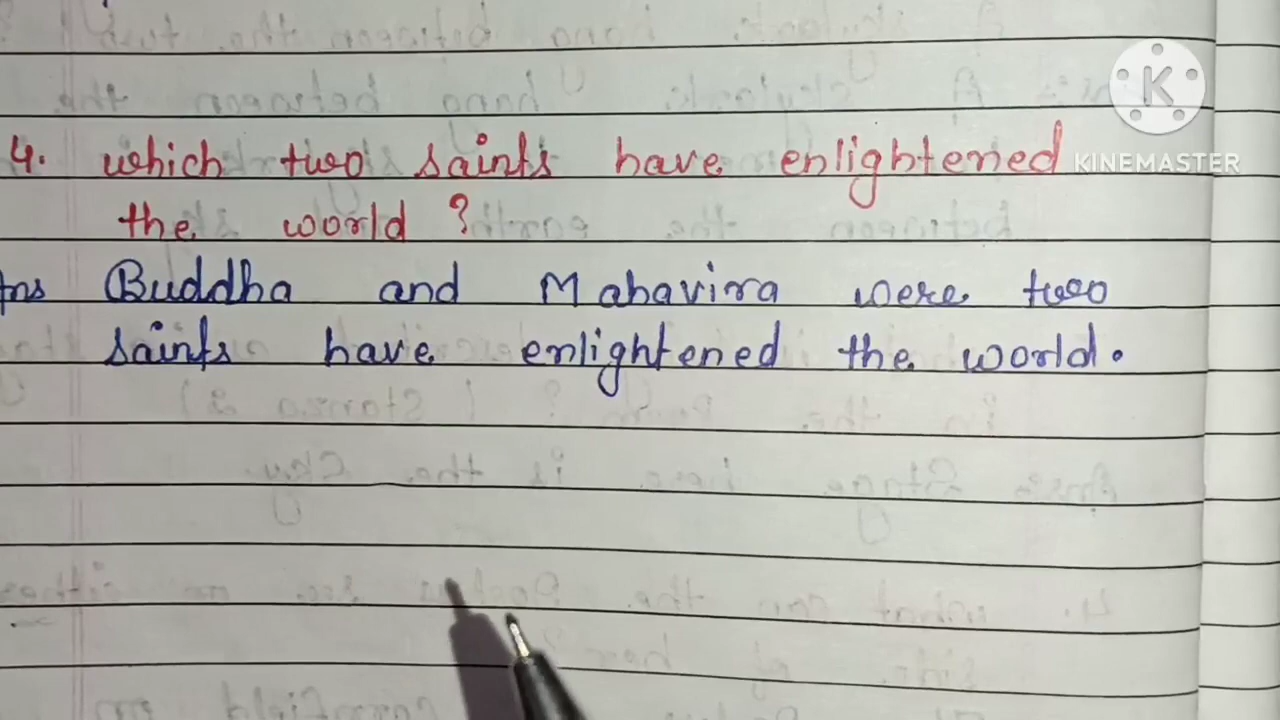 4. which two saints have enlightened
the world ?
Ans Buddha and Mahavira were two
saints have enlightened the world.
K
KINEMASTER